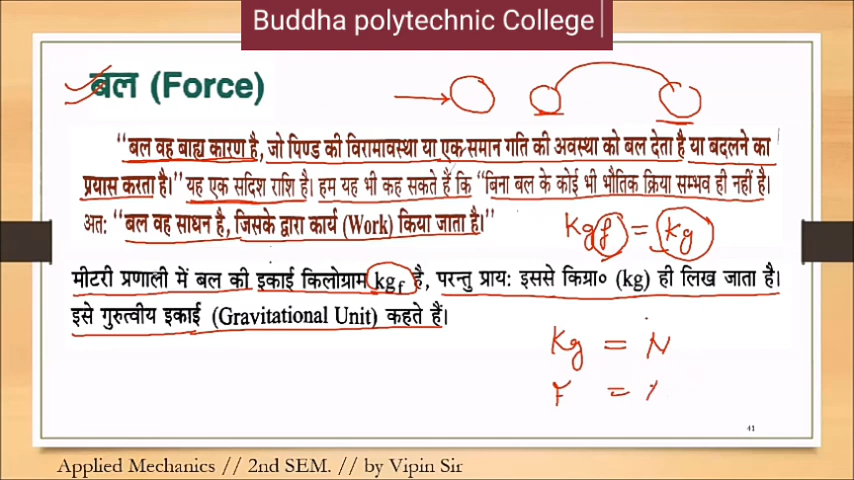 Buddha polytechnic College
बल (Force)
“बल वह बाह्य कारण है, जो पिण्ड की विरामावस्था या एक-समान गति की अवस्था को बल देता है या बदलने का
प्रयास करता है।” यह एक सदिश राशि है। हम यह भी कह सकते हैं कि “बिना बल के कोई भी भौतिक क्रिया सम्भव ही नहीं है।
अतः “बल वह साधन है, जिसके द्वारा कार्य (Work) किया जाता है।”
Kgf = kg
मीटरी प्रणाली में बल की इकाई किलोग्राम kgf है, परन्तु प्रायः इससे किग्रा० (kg) ही लिख जाता है।
इसे गुरुत्वीय इकाई (Gravitational Unit) कहते हैं।
Kg = N
F =
41
Applied Mechanics // 2nd SEM. // by Vipin Sir